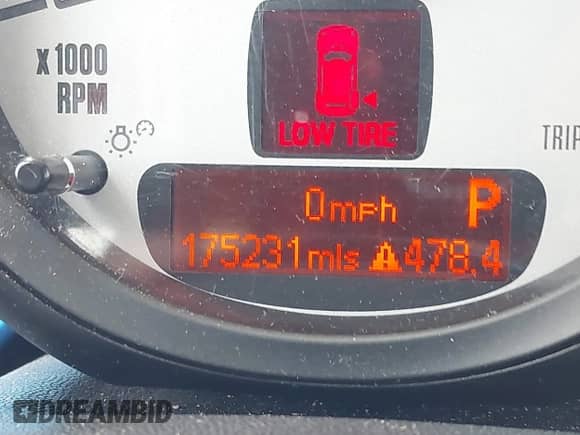 x 1000
RPM
LOW TIRE
TRIP
0mph P
175231mls 478.4
DREAMBID